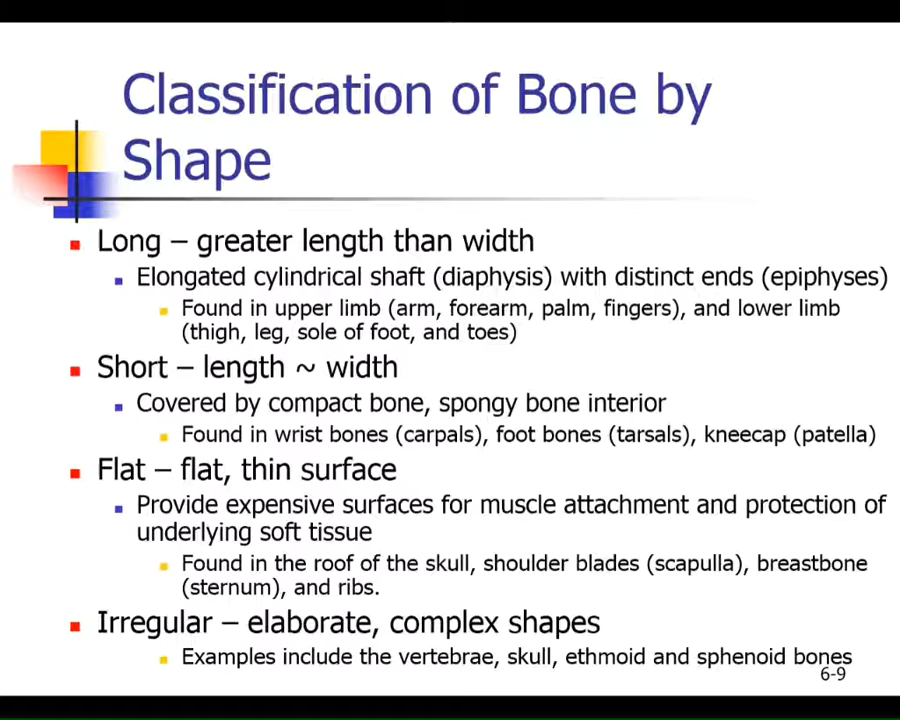 Classification of Bone by
Shape
Long – greater length than width
Elongated cylindrical shaft (diaphysis) with distinct ends (epiphyses)
Found in upper limb (arm, forearm, palm, fingers), and lower limb
(thigh, leg, sole of foot, and toes)
Short – length ~ width
Covered by compact bone, spongy bone interior
Found in wrist bones (carpals), foot bones (tarsals), kneecap (patella)
Flat – flat, thin surface
Provide expensive surfaces for muscle attachment and protection of
underlying soft tissue
Found in the roof of the skull, shoulder blades (scapulla), breastbone
(sternum), and ribs.
Irregular – elaborate, complex shapes
Examples include the vertebrae, skull, ethmoid and sphenoid bones
6-9